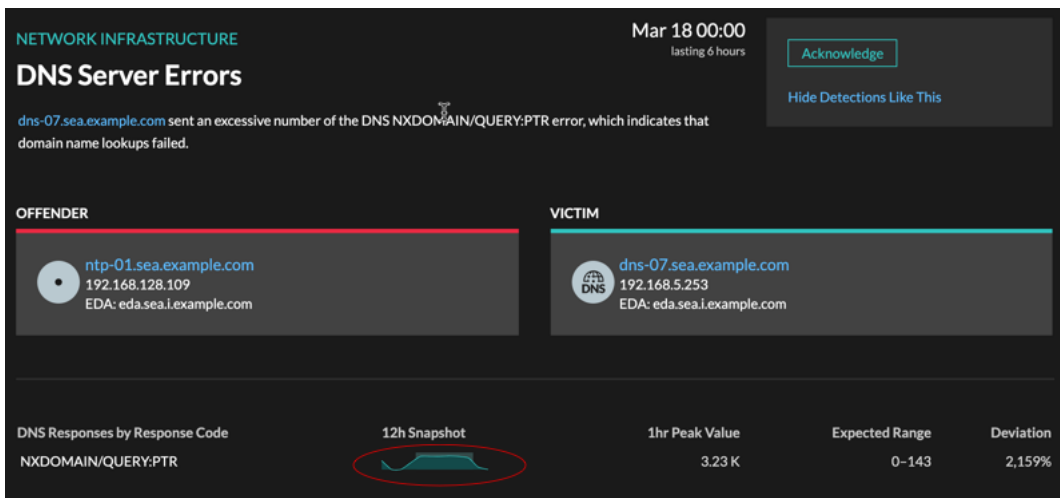 NETWORK INFRASTRUCTURE
DNS Server Errors
Mar 18 00:00
lasting 6 hours
Acknowledge
Hide Detections Like This
dns-07.sea.example.com sent an excessive number of the DNS NXDOMAIN/QUERY:PTR error, which indicates that
domain name lookups failed.
OFFENDER
ntp-01.sea.example.com
192.168.128.109
EDA: eda.sea.i.example.com
VICTIM
DNS
dns-07.sea.example.com
192.168.5.253
EDA: eda.sea.i.example.com
DNS Responses by Response Code 12h Snapshot 1hr Peak Value Expected Range Deviation
NXDOMAIN/QUERY:PTR 3.23 K 0–143 2,159%